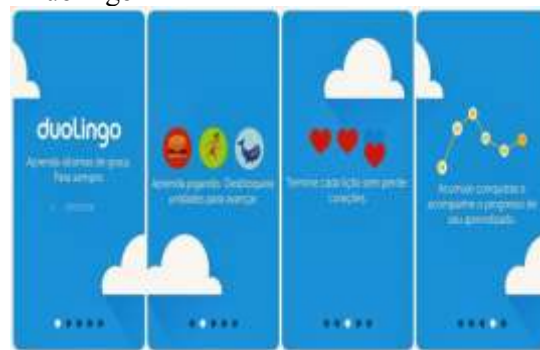 duolingo
Aprenda idiomas de graça.
Para sempre.
Aprenda jogando. Desbloqueie
unidades para avançar.
Termine cada lição sem perder
corações.
Acumule conquistas e
acompanhe o progresso de
seu aprendizado.